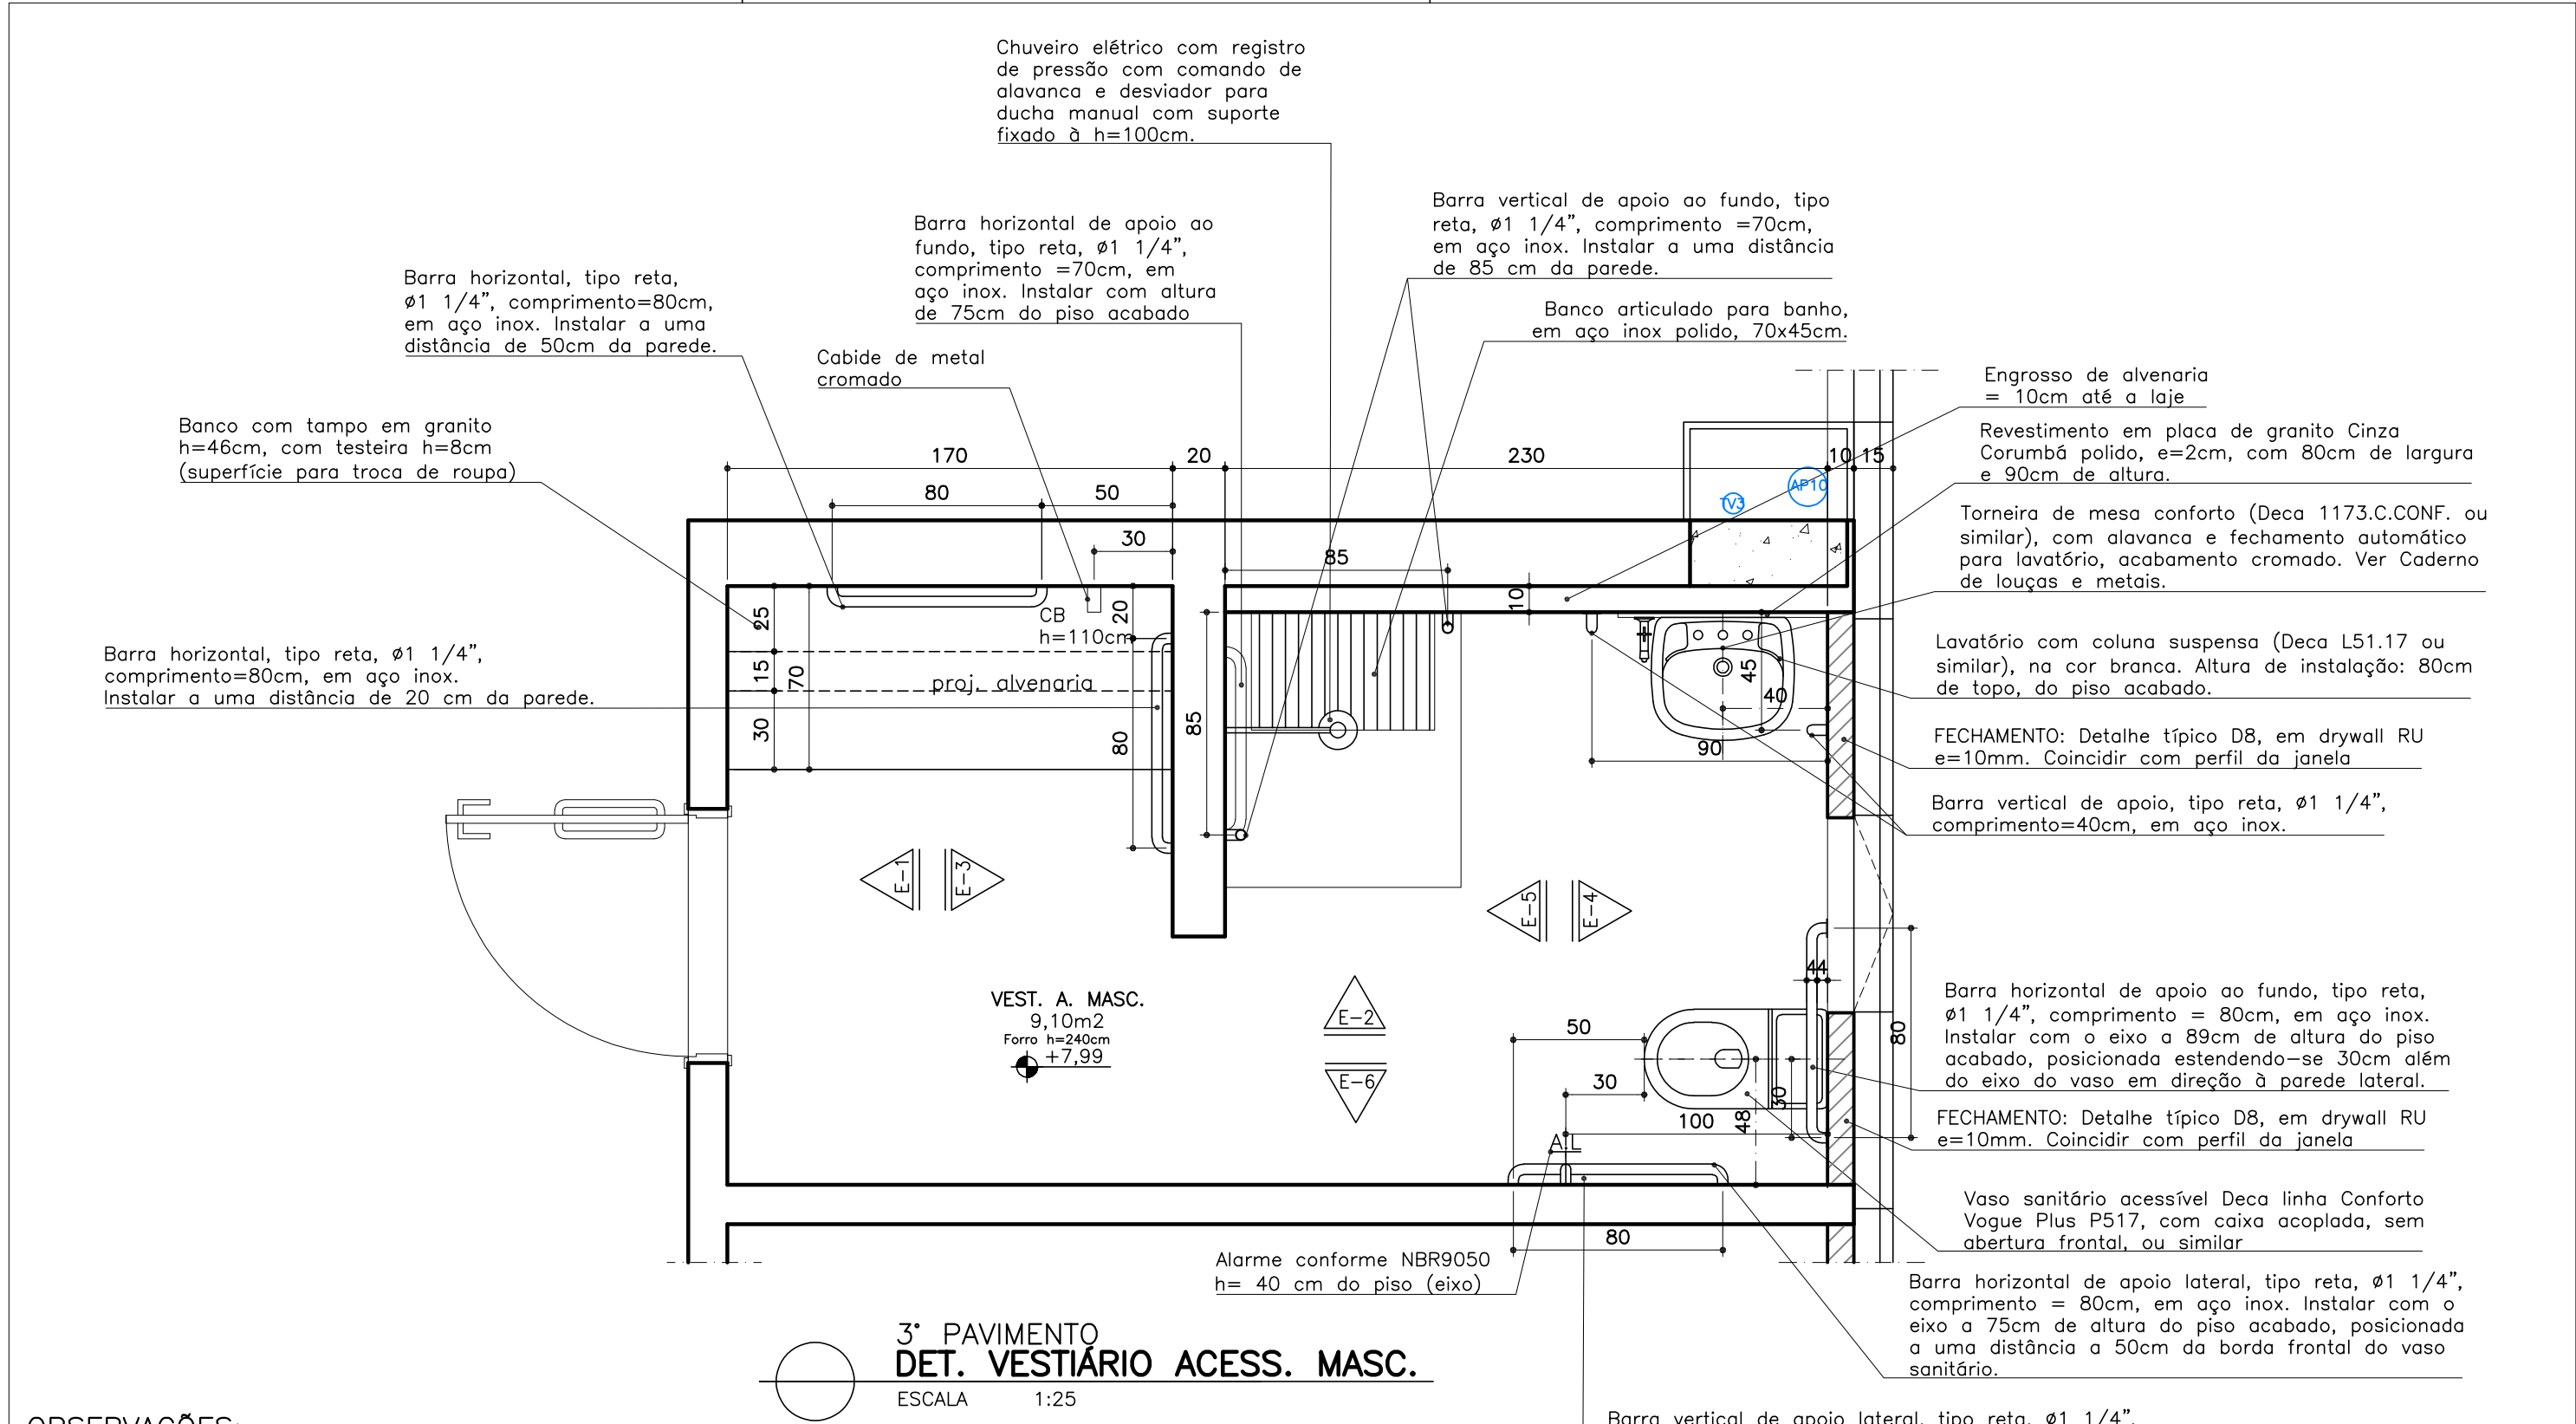 Chuveiro elétrico com registro
de pressão com comando de
alavanca e desviador para
ducha manual com suporte
fixado à h=100cm.
Barra vertical de apoio ao fundo, tipo
reta, ø1 1/4”, comprimento =70cm,
em aço inox. Instalar a uma distância
de 85 cm da parede.
Barra horizontal de apoio ao
fundo, tipo reta, ø1 1/4”,
comprimento =70cm, em
aço inox. Instalar com altura
de 75cm do piso acabado
Barra horizontal, tipo reta,
ø1 1/4”, comprimento=80cm,
em aço inox. Instalar a uma
distância de 50cm da parede.
Banco articulado para banho,
em aço inox polido, 70x45cm.
Cabide de metal
cromado
Engrosso de alvenaria
= 10cm até a laje
Banco com tampo em granito
h=46cm, com testeira h=8cm
(superfície para troca de roupa)
Revestimento em placa de granito Cinza
Corumbá polido, e=2cm, com 80cm de largura
e 90cm de altura.
170
20
230
10
15
80
50
TV3
AP10
Torneira de mesa conforto (Deca 1173.C.CONF. ou
similar), com alavanca e fechamento automático
para lavatório, acabamento cromado. Ver Caderno
de louças e metais.
30
85
25
15
70
30
20
80
85
10
CB
h=110cm
proj. alvenaria
45
40
90
Barra horizontal, tipo reta, ø1 1/4”,
comprimento=80cm, em aço inox.
Instalar a uma distância de 20 cm da parede.
Lavatório com coluna suspensa (Deca L51.17 ou
similar), na cor branca. Altura de instalação: 80cm
de topo, do piso acabado.
FECHAMENTO: Detalhe típico D8, em drywall RU
e=10mm. Coincidir com perfil da janela
Barra vertical de apoio, tipo reta, ø1 1/4”,
comprimento=40cm, em aço inox.
E-1
E-3
E-5
E-4
VEST. A. MASC.
9,10m2
Forro h=240cm
+7,99
E-2
E-6
44
80
50
30
30
100
48
A.L
80
Barra horizontal de apoio ao fundo, tipo reta,
ø1 1/4”, comprimento = 80cm, em aço inox.
Instalar com o eixo a 89cm de altura do piso
acabado, posicionada estendendo-se 30cm além
do eixo do vaso em direção à parede lateral.
FECHAMENTO: Detalhe típico D8, em drywall RU
e=10mm. Coincidir com perfil da janela
Vaso sanitário acessível Deca linha Conforto
Vogue Plus P517, com caixa acoplada, sem
abertura frontal, ou similar
Alarme conforme NBR9050
h= 40 cm do piso (eixo)
Barra horizontal de apoio lateral, tipo reta, ø1 1/4”,
comprimento = 80cm, em aço inox. Instalar com o
eixo a 75cm de altura do piso acabado, posicionada
a uma distância a 50cm da borda frontal do vaso
sanitário.
3° PAVIMENTO
DET. VESTIÁRIO ACESS. MASC.
ESCALA 1:25
OBSERVAÇÕES:
Barra vertical de apoio lateral, tipo reta, ø1 1/4”,